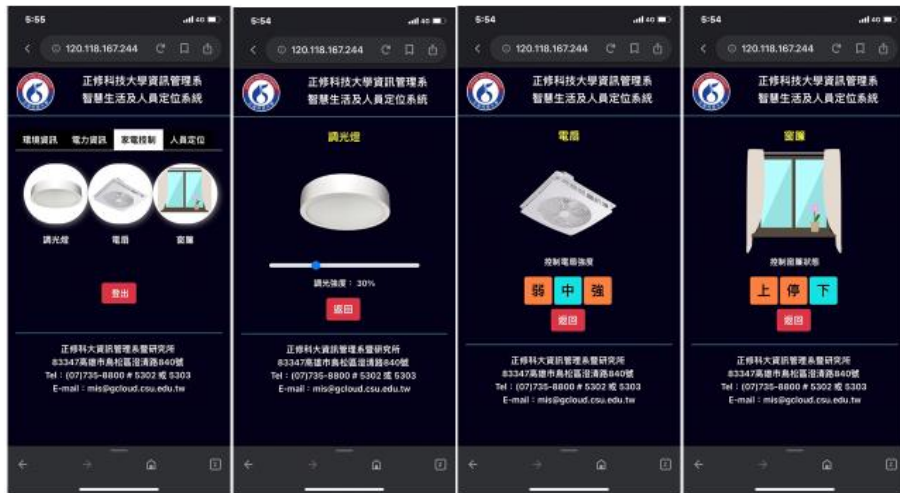 5:55
4G
120.118.167.244
正修科技大學資訊管理系
智慧生活及人員定位系統
環境資訊 電力資訊 家電控制 人員定位
調光燈 電扇 窗簾
登出
正修科大資訊管理系暨研究所
83347高雄市鳥松區澄清路840號
Tel：(07)735-8800 # 5302 或 5303
E-mail：mis@gcloud.csu.edu.tw
5:54
4G
120.118.167.244
正修科技大學資訊管理系
智慧生活及人員定位系統
調光燈
調光強度： 30%
返回
正修科大資訊管理系暨研究所
83347高雄市鳥松區澄清路840號
Tel：(07)735-8800 # 5302 或 5303
E-mail：mis@gcloud.csu.edu.tw
5:54
4G
120.118.167.244
正修科技大學資訊管理系
智慧生活及人員定位系統
電扇
控制電扇強度
弱 中 強
返回
正修科大資訊管理系暨研究所
83347高雄市鳥松區澄清路840號
Tel：(07)735-8800 # 5302 或 5303
E-mail：mis@gcloud.csu.edu.tw
5:54
4G
120.118.167.244
正修科技大學資訊管理系
智慧生活及人員定位系統
窗簾
控制窗簾狀態
上 停 下
返回
正修科大資訊管理系暨研究所
83347高雄市鳥松區澄清路840號
Tel：(07)735-8800 # 5302 或 5303
E-mail：mis@gcloud.csu.edu.tw